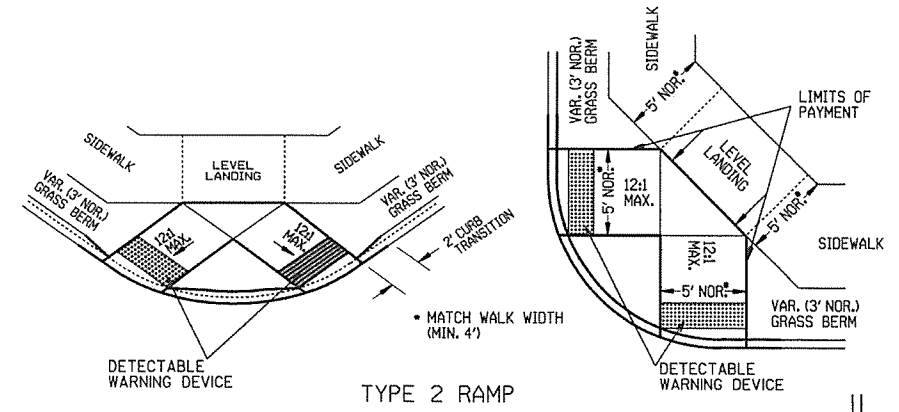 SIDEWALK
LEVEL
LANDING
SIDEWALK
VAR. (3' NOR.)
GRASS BERM
VAR. (3' NOR.)
GRASS BERM
12:1
MAX.
12:1
MAX.
2' CURB
TRANSITION
* MATCH WALK WIDTH
(MIN. 4')
DETECTABLE
WARNING DEVICE
VAR. (3' NOR.)
GRASS BERM
SIDEWALK
5' NOR.*
LIMITS OF
PAYMENT
LEVEL
LANDING
5' NOR.*
12:1
MAX.
5' NOR.*
SIDEWALK
12:1
MAX.
5' NOR.*
VAR. (3' NOR.)
GRASS BERM
DETECTABLE
WARNING DEVICE
TYPE 2 RAMP